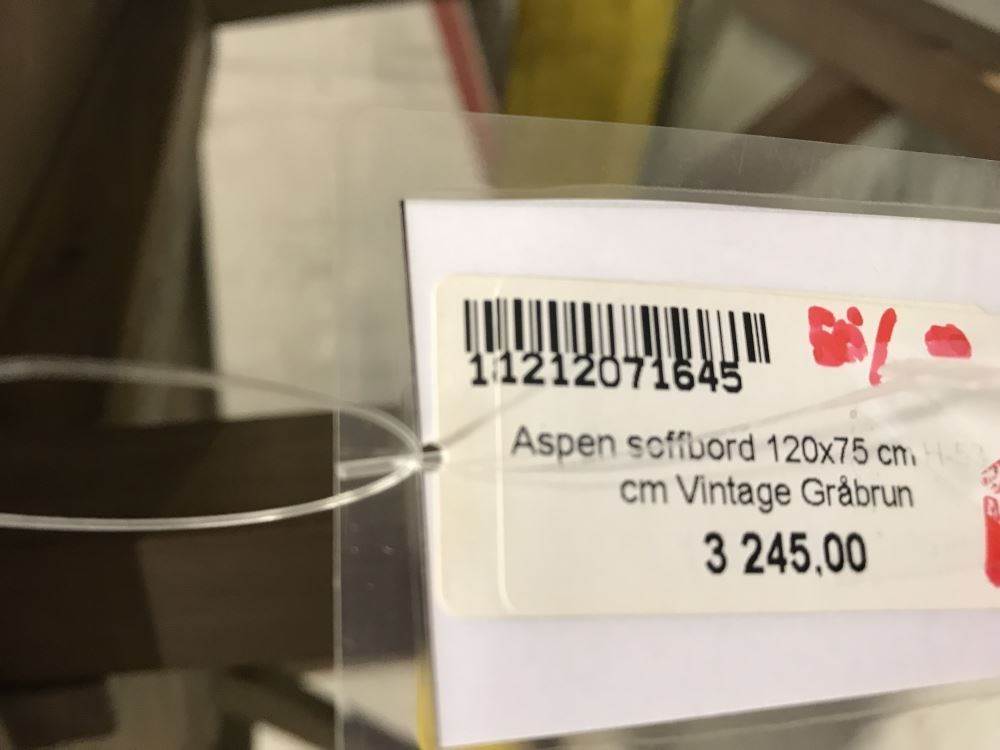 11212071645
Aspen soffbord 120x75 cm
cm Vintage Gråbrun
3 245,00